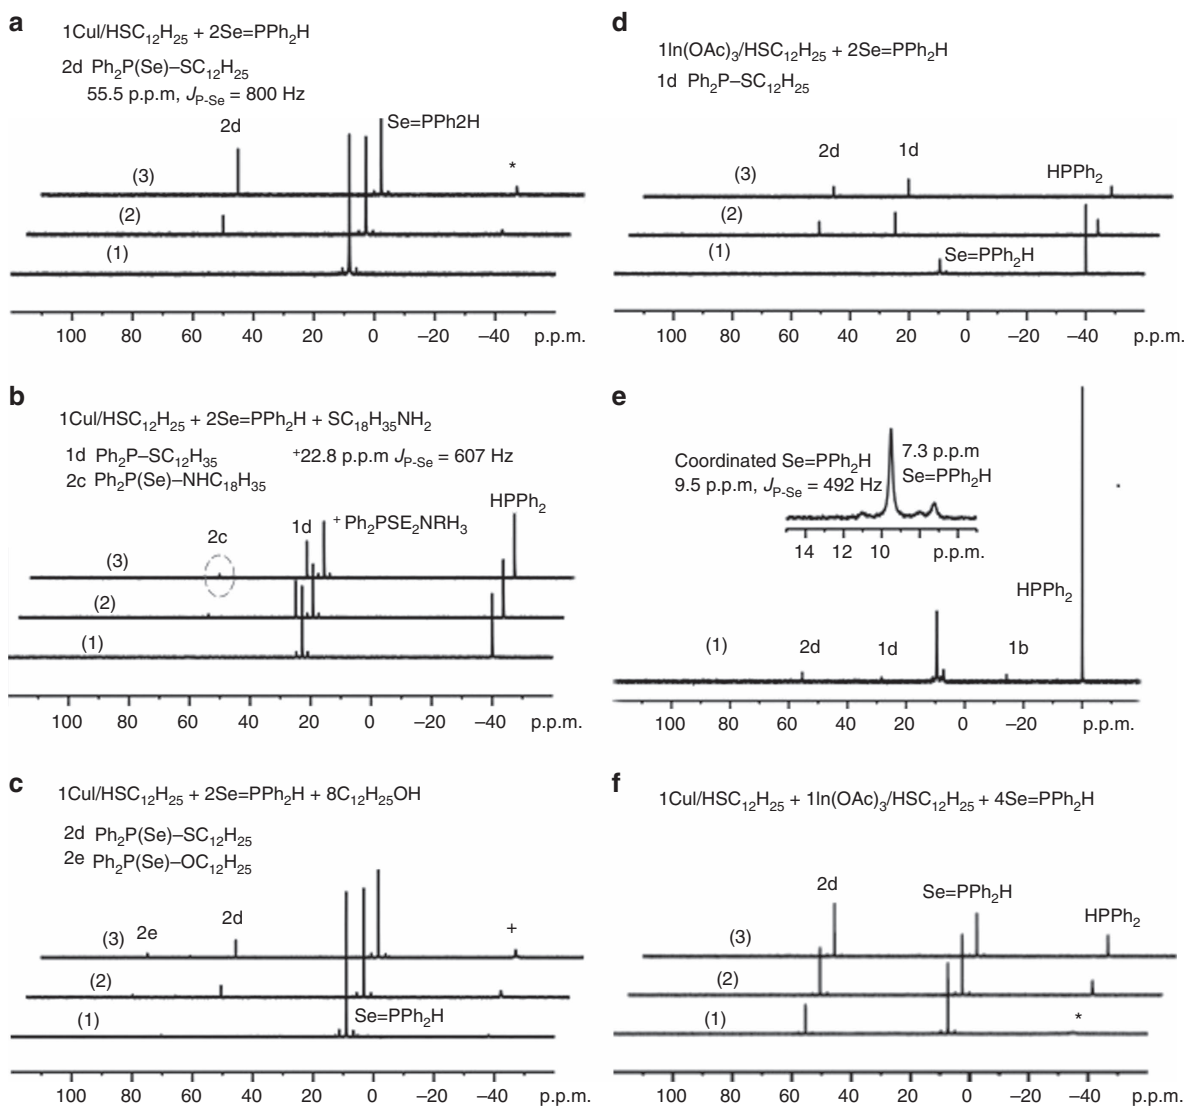 a
1CuI/HSC₁₂H₂₅ + 2Se=PPh₂H
2d Ph₂P(Se)–SC₁₂H₂₅
55.5 p.p.m, J_P-Se = 800 Hz
2d
Se=PPh2H
*
(3)
(2)
(1)
100 80 60 40 20 0 –20 –40 p.p.m.
b
1CuI/HSC₁₂H₂₅ + 2Se=PPh₂H + SC₁₈H₃₅NH₂
1d Ph₂P–SC₁₂H₃₅
⁺22.8 p.p.m J_P-Se = 607 Hz
2c Ph₂P(Se)–NHC₁₈H₃₅
HPPh₂
2c
1d
⁺ Ph₂PSE₂NRH₃
(3)
(2)
(1)
100 80 60 40 20 0 –20 –40 p.p.m.
c
1CuI/HSC₁₂H₂₅ + 2Se=PPh₂H + 8C₁₂H₂₅OH
2d Ph₂P(Se)–SC₁₂H₂₅
2e Ph₂P(Se)–OC₁₂H₂₅
2d
+
(3) 2e
(2)
(1)
Se=PPh₂H
100 80 60 40 20 0 –20 –40 p.p.m.
d
1In(OAc)₃/HSC₁₂H₂₅ + 2Se=PPh₂H
1d Ph₂P–SC₁₂H₂₅
2d
1d
HPPh₂
(3)
(2)
(1)
Se=PPh₂H
100 80 60 40 20 0 –20 –40 p.p.m.
e
Coordinated Se=PPh₂H
9.5 p.p.m, J_P-Se = 492 Hz
7.3 p.p.m
Se=PPh₂H
14 12 10 p.p.m.
HPPh₂
(1)
2d
1d
1b
100 80 60 40 20 0 –20 p.p.m.
f
1CuI/HSC₁₂H₂₅ + 1In(OAc)₃/HSC₁₂H₂₅ + 4Se=PPh₂H
2d
Se=PPh₂H
HPPh₂
(3)
(2)
(1)
*
100 80 60 40 20 0 –20 –40 p.p.m.